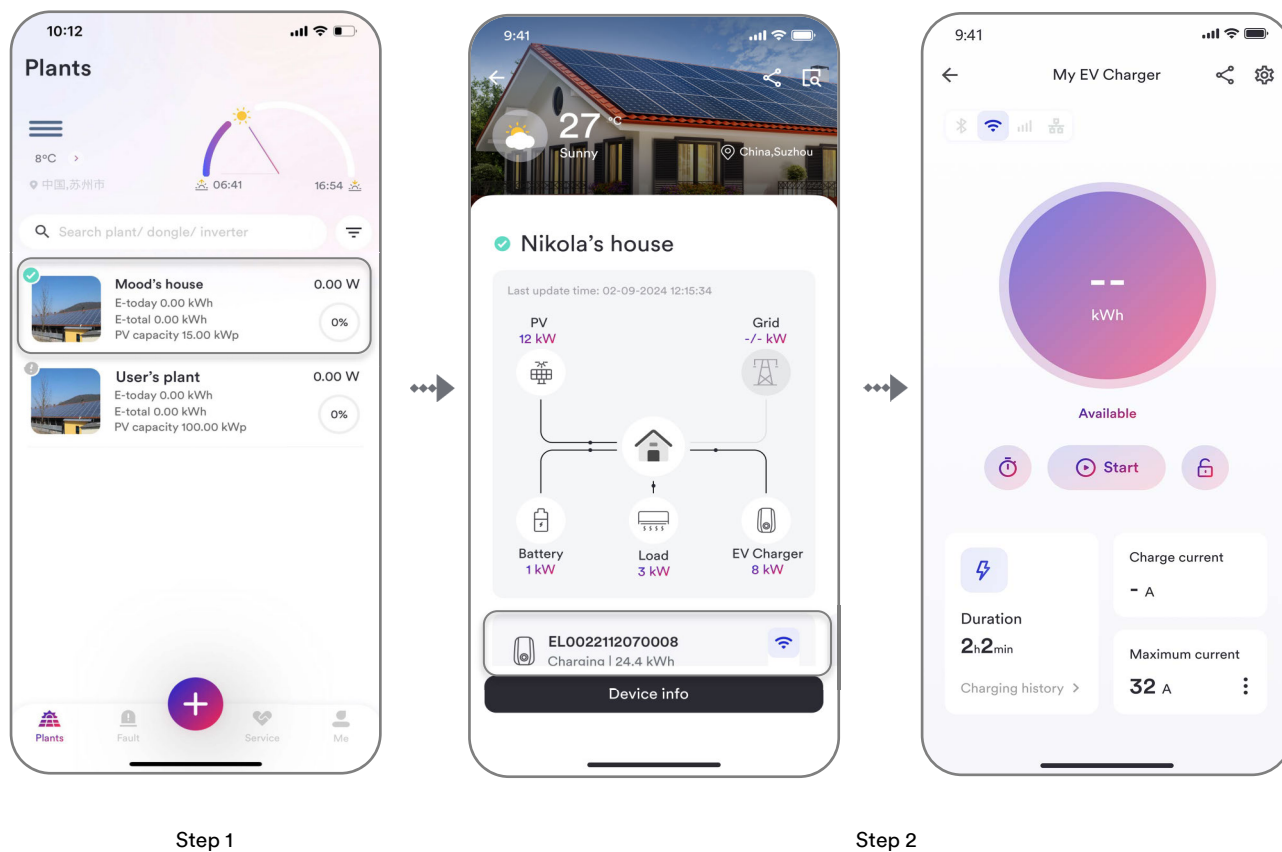 10:12
Plants
8°C >
中国,苏州市
06:41
16:54
Search plant/ dongle/ inverter
Mood's house
0.00 W
E-today 0.00 kWh
E-total 0.00 kWh
PV capacity 15.00 kWp
0%
User's plant
0.00 W
E-today 0.00 kWh
E-total 0.00 kWh
PV capacity 100.00 kWp
0%
Plants
Fault
Service
Me
Step 1
9:41
27 °C
Sunny
China,Suzhou
Nikola's house
Last update time: 02-09-2024 12:15:34
PV
12 kW
Grid
-/- kW
Battery
1 kW
Load
3 kW
EV Charger
8 kW
EL0022112070008
Charging | 24.4 kWh
Device info
9:41
My EV Charger
--
kWh
Available
Start
Duration
2h2min
Charging history >
Charge current
- A
Maximum current
32 A
Step 2